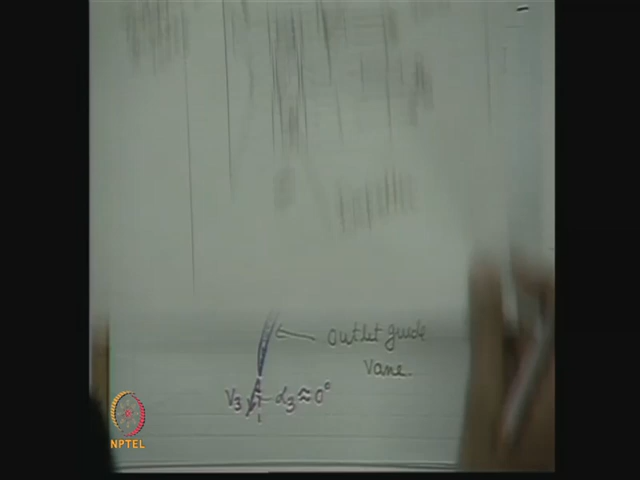 outlet guide
vane.
V3 α3≈0°
NPTEL